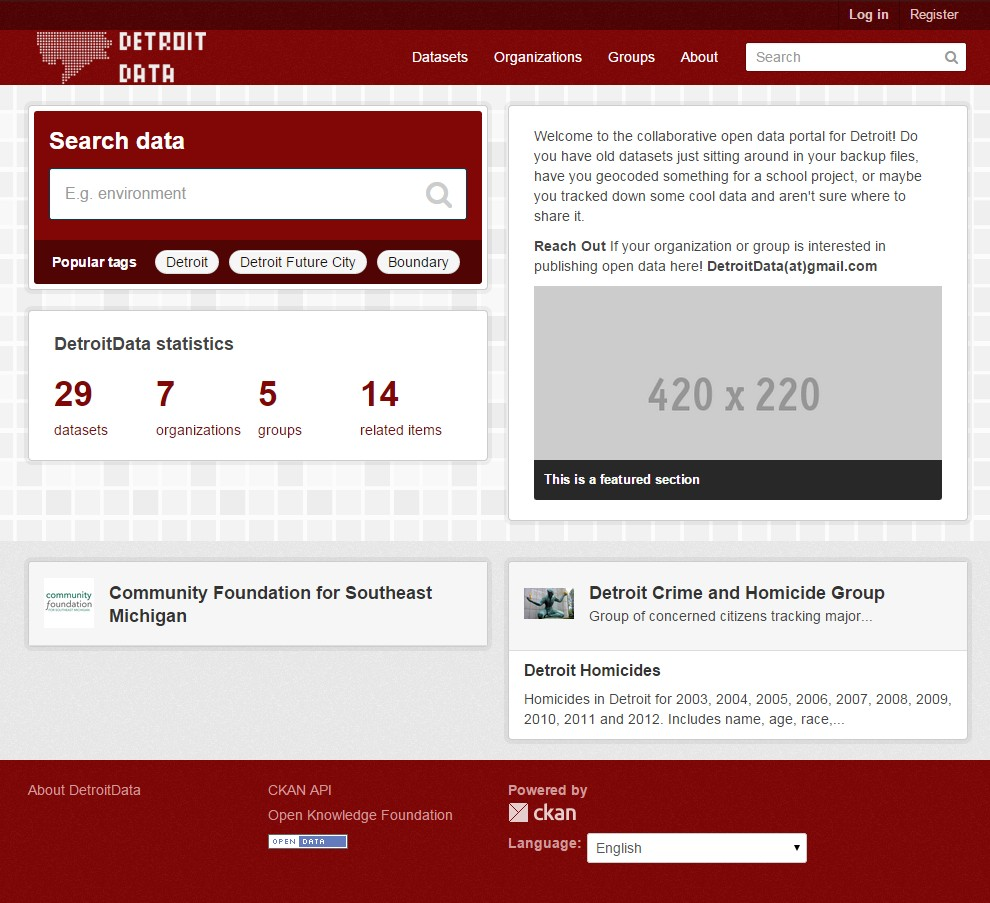 Log in Register
DETROIT
DATA
Datasets Organizations Groups About Search
Search data
E.g. environment
Popular tags Detroit Detroit Future City Boundary
DetroitData statistics
29 7 5 14
datasets organizations groups related items
Welcome to the collaborative open data portal for Detroit! Do
you have old datasets just sitting around in your backup files,
have you geocoded something for a school project, or maybe
you tracked down some cool data and aren't sure where to
share it.
Reach Out If your organization or group is interested in
publishing open data here! DetroitData(at)gmail.com
420 x 220
This is a featured section
community
foundation
FOR SOUTHEAST MICHIGAN
Community Foundation for Southeast
Michigan
Detroit Crime and Homicide Group
Group of concerned citizens tracking major...
Detroit Homicides
Homicides in Detroit for 2003, 2004, 2005, 2006, 2007, 2008, 2009,
2010, 2011 and 2012. Includes name, age, race,...
About DetroitData
CKAN API
Open Knowledge Foundation
OPEN DATA
Powered by
ckan
Language: English